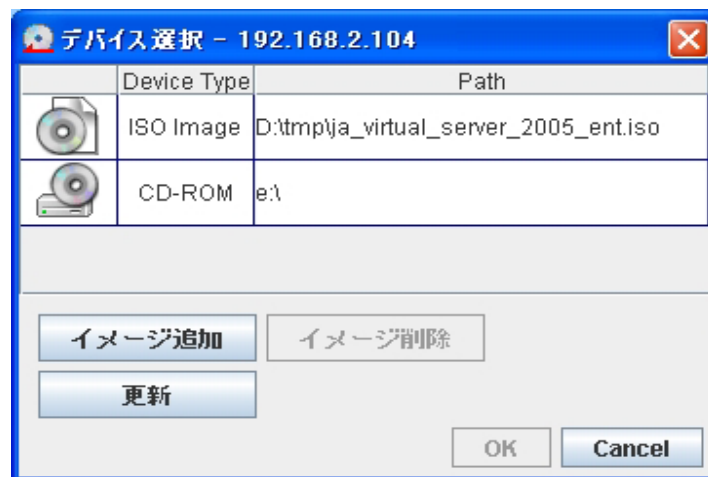 デバイス選択 - 192.168.2.104
Device Type Path
ISO Image D:\tmp\ja_virtual_server_2005_ent.iso
CD-ROM e:\
イメージ追加 イメージ削除
更新
OK Cancel